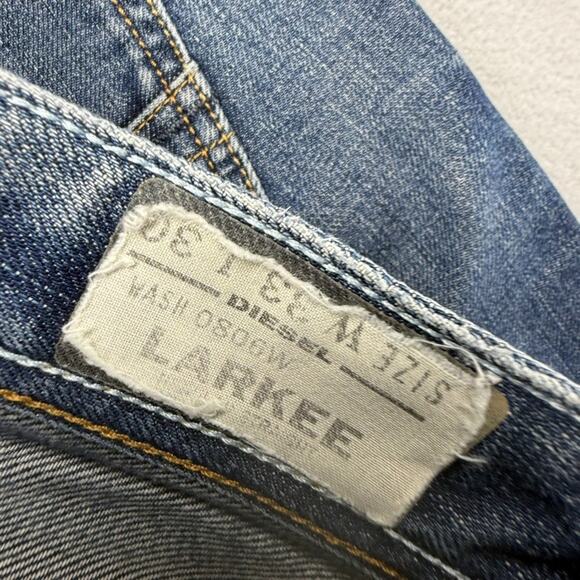 SIZE W 33 L 30
DIESEL
WASH 0806W
LARKEE